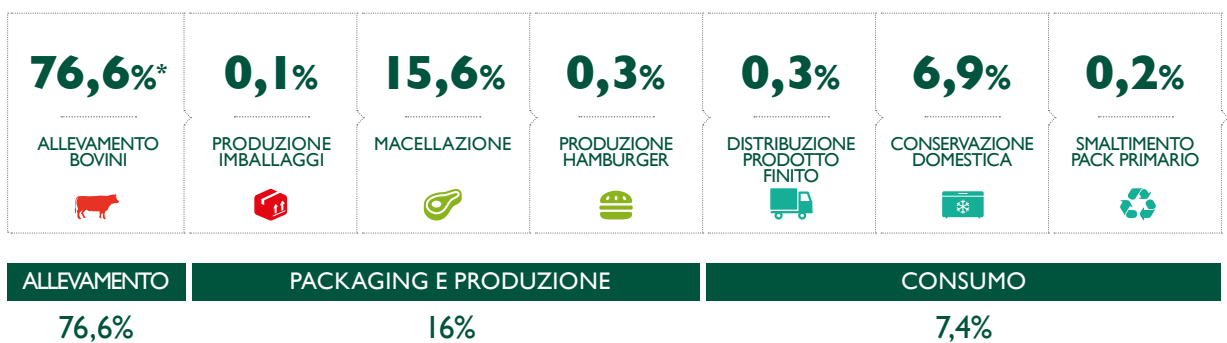 76,6%*
ALLEVAMENTO
BOVINI
0,1%
PRODUZIONE
IMBALLAGGI
15,6%
MACELLAZIONE
0,3%
PRODUZIONE
HAMBURGER
0,3%
DISTRIBUZIONE
PRODOTTO
FINITO
6,9%
CONSERVAZIONE
DOMESTICA
0,2%
SMALTIMENTO
PACK PRIMARIO
ALLEVAMENTO
76,6%
PACKAGING E PRODUZIONE
16%
CONSUMO
7,4%